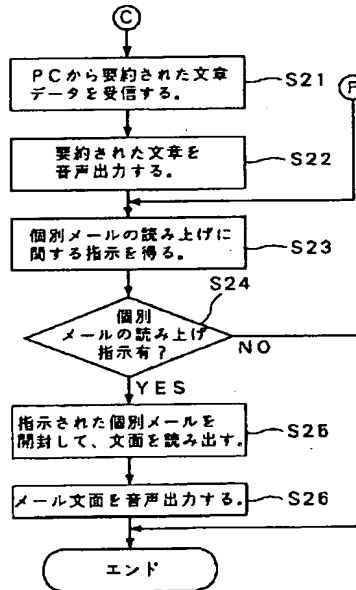 C
PCから要約された文章
データを受信する。
S21
F
要約された文章を
音声出力する。
S22
個別メールの読み上げに
関する指示を得る。
S23
S24
個別
メールの読み上げ
指示有?
NO
YES
指示された個別メールを
開封して、文面を読み出す。
S25
メール文面を音声出力する。
S26
エンド